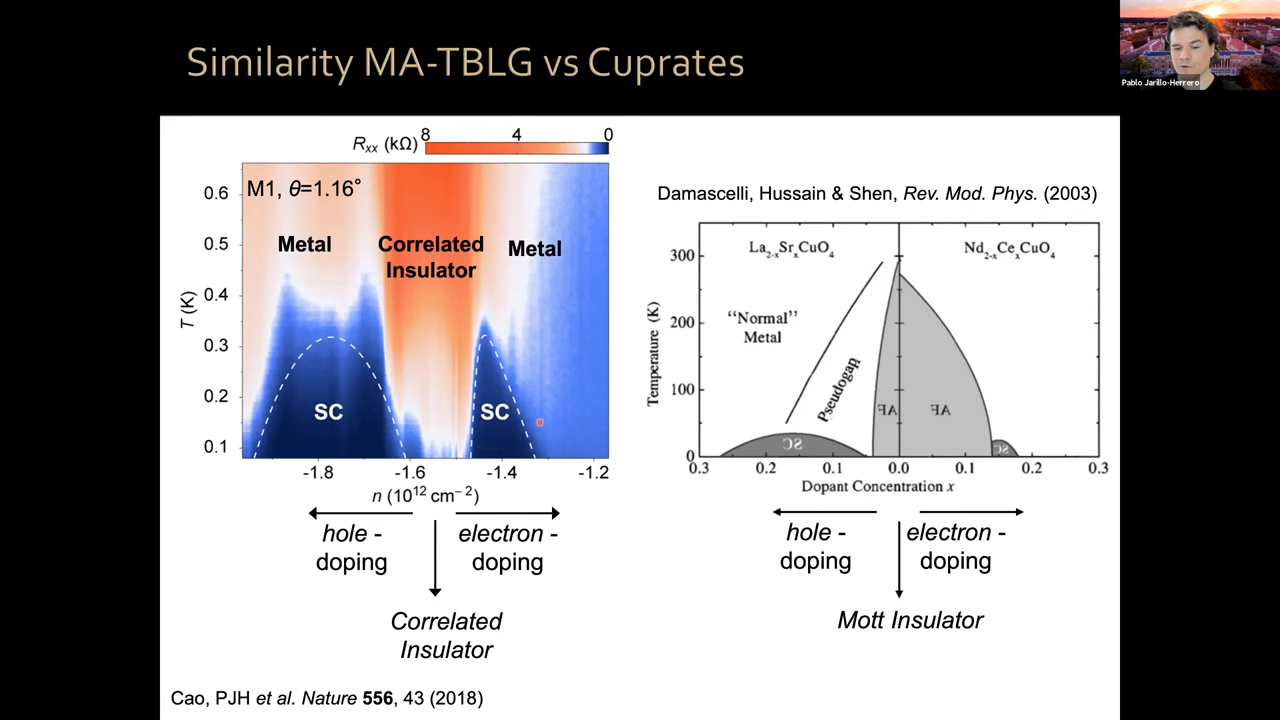 Similarity MA-TBLG vs Cuprates
Pablo Jarillo-Herrero
R_xx (kΩ) 8 4 0
M1, θ=1.16°
Metal
Correlated
Insulator
Metal
SC
SC
T (K)
0.6
0.5
0.4
0.3
0.2
0.1
-1.8 -1.6 -1.4 -1.2
n (10¹² cm⁻²)
hole -
doping
electron -
doping
Correlated
Insulator
Cao, PJH et al. Nature 556, 43 (2018)
Damascelli, Hussain & Shen, Rev. Mod. Phys. (2003)
La₂₋ₓSrₓCuO₄
Nd₂₋ₓCeₓCuO₄
"Normal"
Metal
Pseudogap
AF
AF
SC
SC
Temperature (K)
300
200
100
0
0.3 0.2 0.1 0.0 0.1 0.2 0.3
Dopant Concentration x
hole -
doping
electron -
doping
Mott Insulator